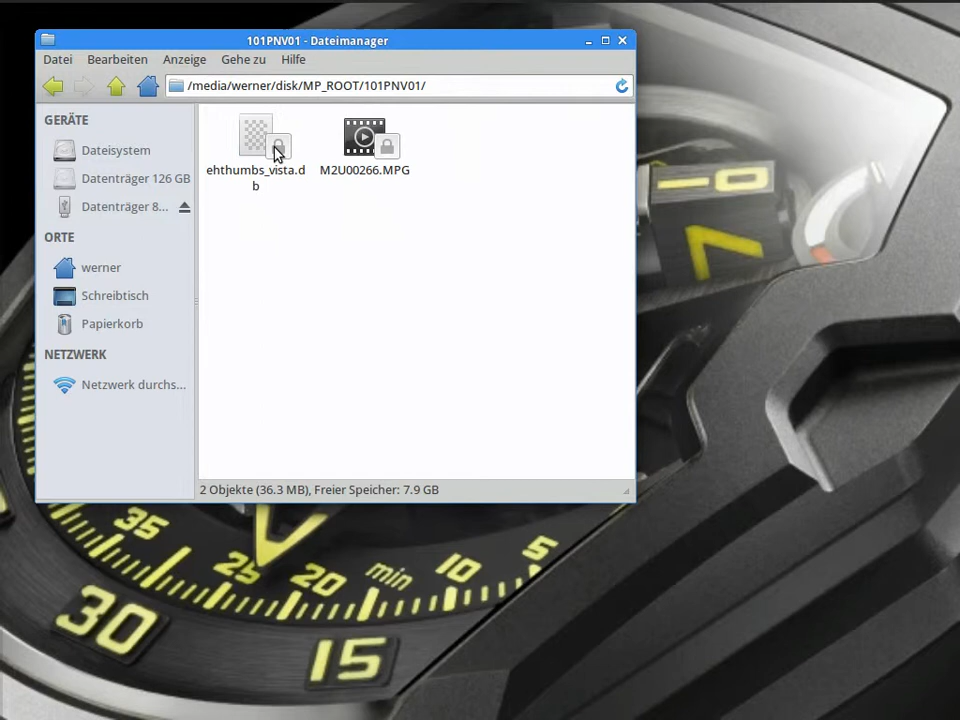 101PNV01 - Dateimanager
Datei Bearbeiten Anzeige Gehe zu Hilfe
/media/werner/disk/MP_ROOT/101PNV01/
GERÄTE
Dateisystem
Datenträger 126 GB
Datenträger 8...
ORTE
werner
Schreibtisch
Papierkorb
NETZWERK
Netzwerk durchs...
ehthumbs_vista.d
b
M2U00266.MPG
2 Objekte (36.3 MB), Freier Speicher: 7.9 GB
35
25
20
min
10
5
30
15